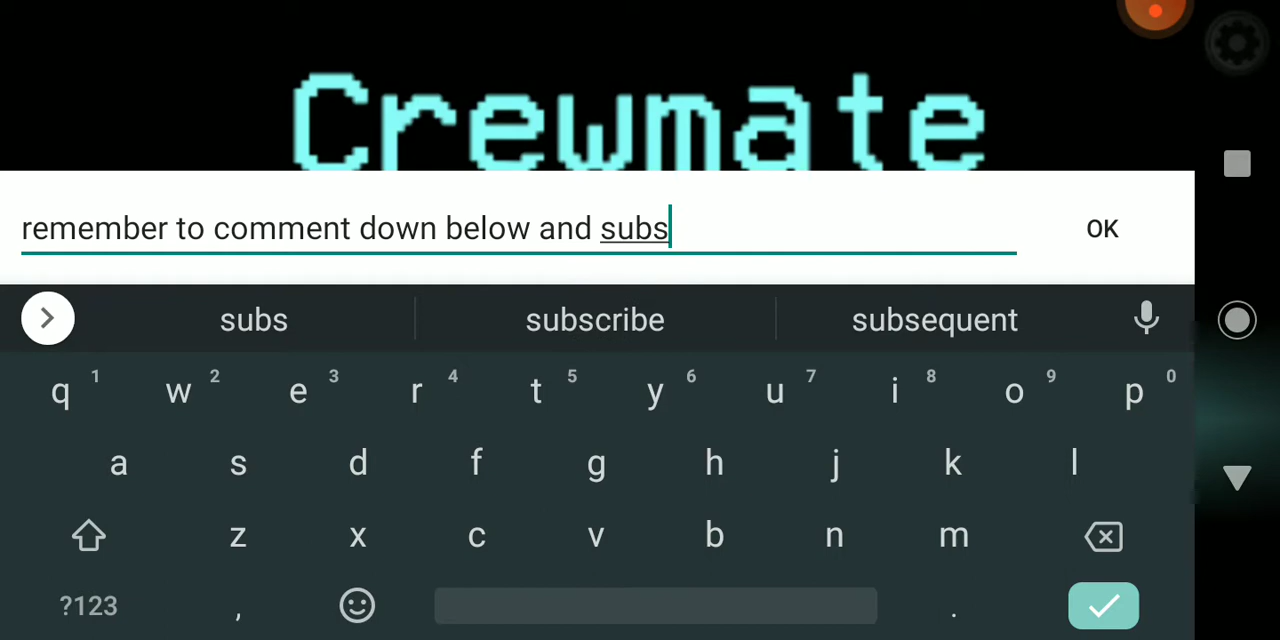 Crewmate
remember to comment down below and subs
OK
subs subscribe subsequent
q 1 w 2 e 3 r 4 t 5 y 6 u 7 i 8 o 9 p 0
a s d f g h j k l
z x c v b n m
?123 , .